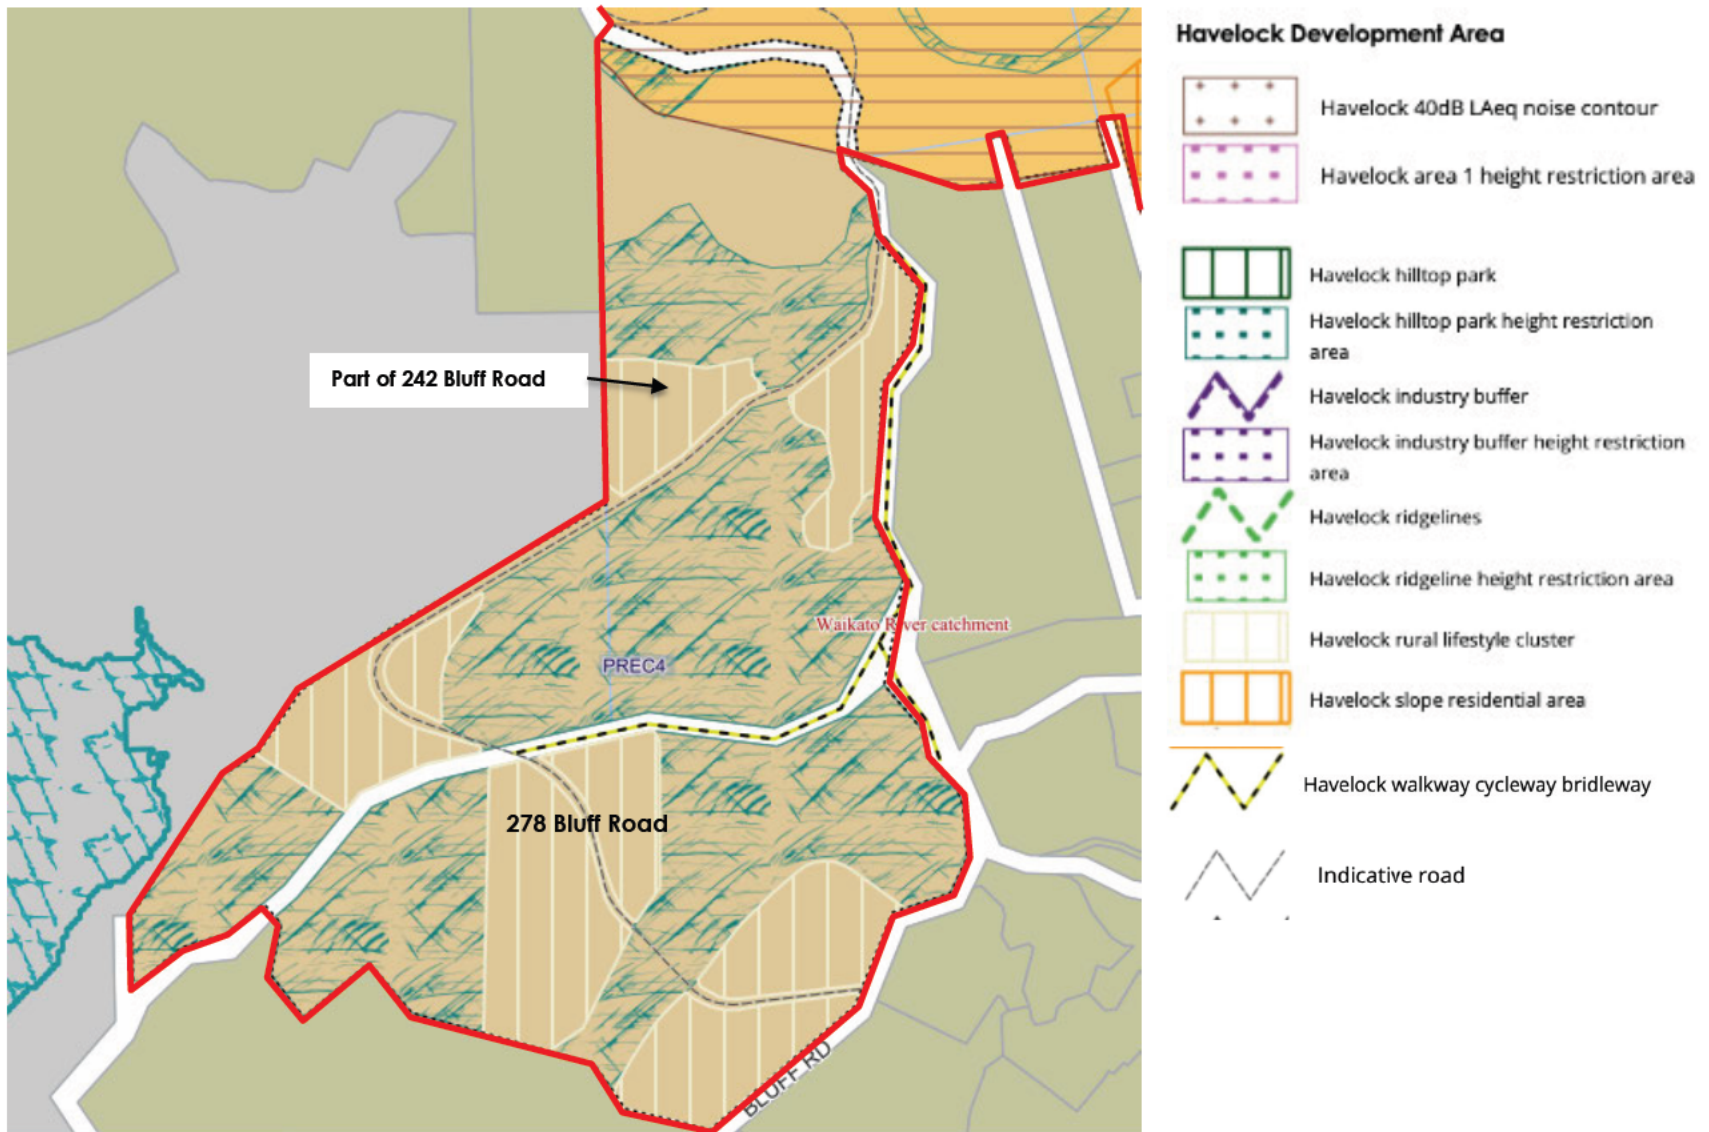 Havelock Development Area
Havelock 40dB LAeq noise contour
Havelock area 1 height restriction area
Havelock hilltop park
Havelock hilltop park height restriction
area
Havelock industry buffer
Havelock industry buffer height restriction
area
Havelock ridgelines
Havelock ridgeline height restriction area
Havelock rural lifestyle cluster
Havelock slope residential area
Havelock walkway cycleway bridleway
Indicative road
Part of 242 Bluff Road
Waikato River catchment
PREC4
278 Bluff Road
BLUFF RD